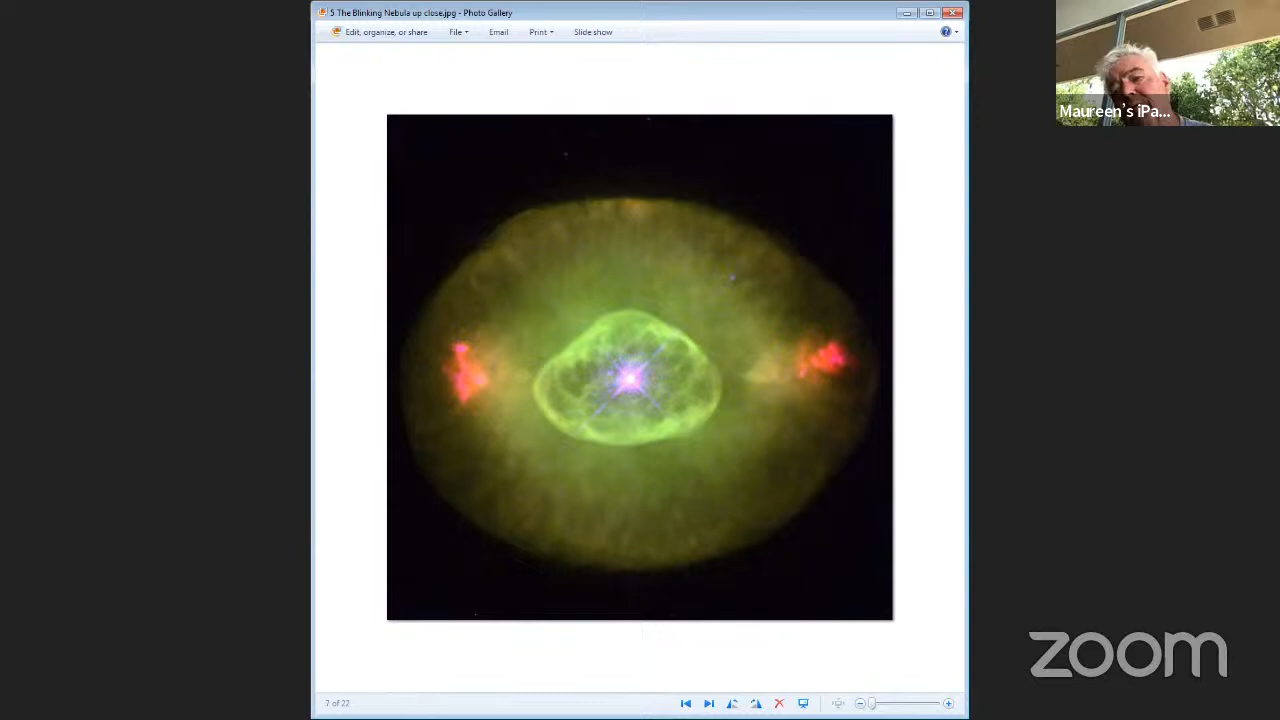 5 The Blinking Nebula up close.jpg - Photo Gallery
Edit, organize, or share File Email Print Slide show
Maureen's iPa...
7 of 22
zoom